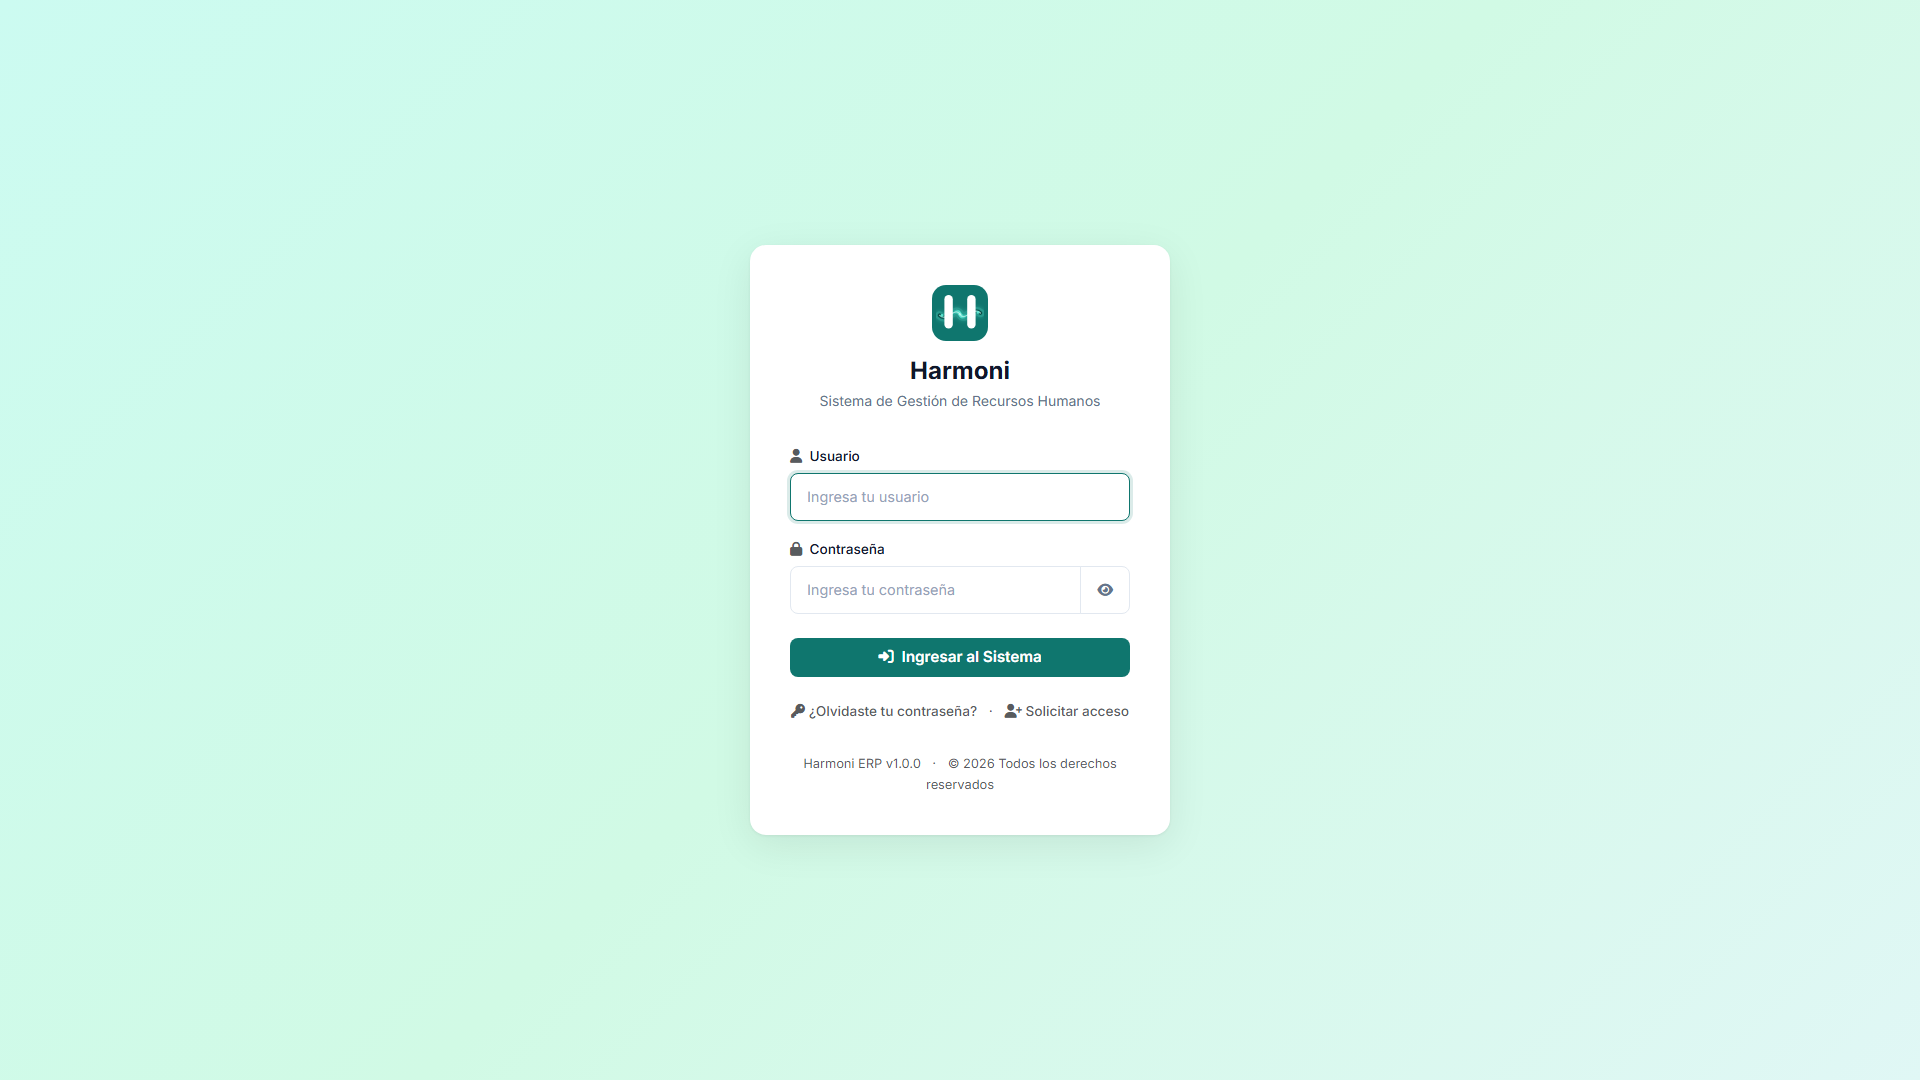 Harmoni
Sistema de Gestión de Recursos Humanos
Usuario
Ingresa tu usuario
Contraseña
Ingresa tu contraseña
Ingresar al Sistema
¿Olvidaste tu contraseña? · Solicitar acceso
Harmoni ERP v1.0.0 · © 2026 Todos los derechos
reservados